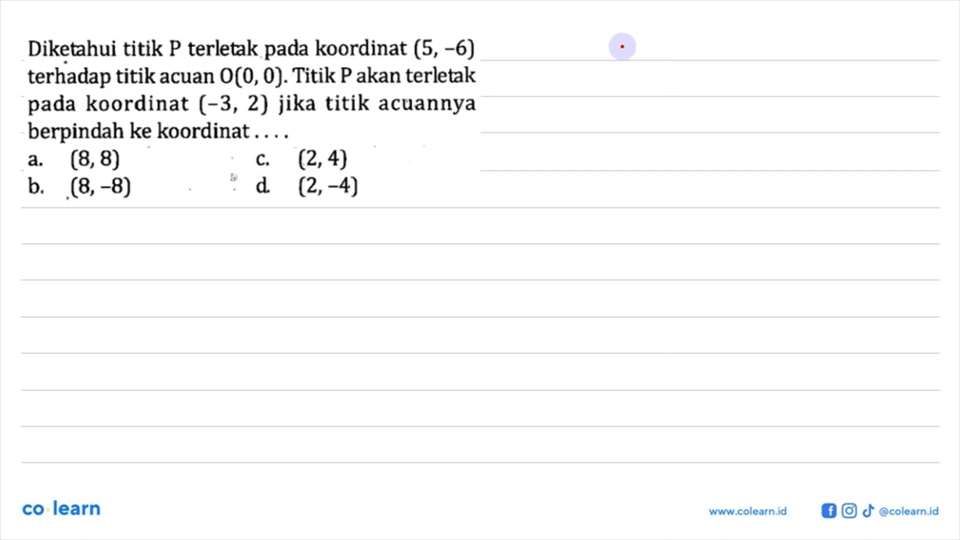 Diketahui titik P terletak pada koordinat (5, −6)
terhadap titik acuan O(0, 0). Titik P akan terletak
pada koordinat (−3, 2) jika titik acuannya
berpindah ke koordinat . . . .
a. (8, 8) c. (2, 4)
b. (8, −8) d. (2, −4)
co learn www.colearn.id @colearn.id